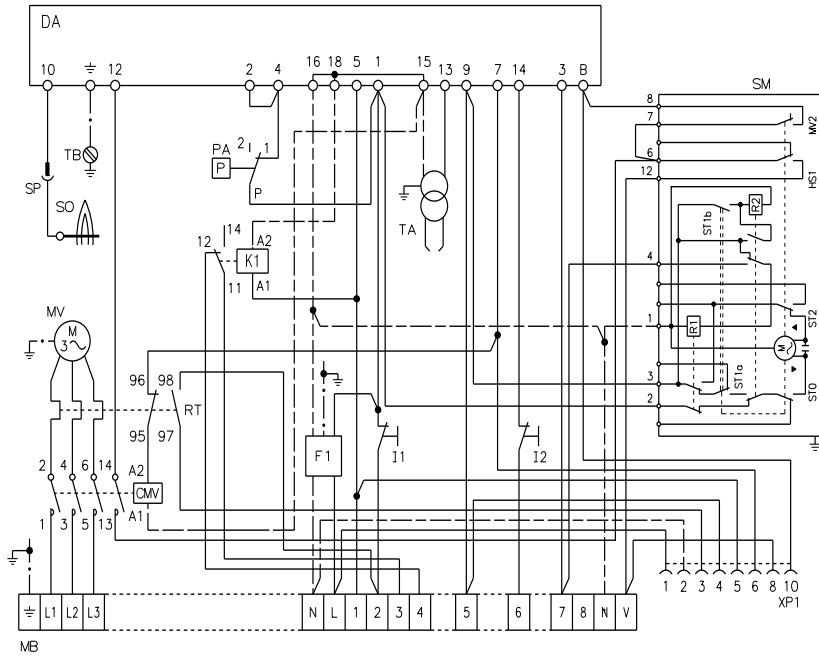 DA
10 ⏚ 12 2 4 16 18 5 1 15 13 9 7 14 3 B
SM
8
7
MV2
6
HS1
12
PA
P
2 1
P
TB
SP
SO
TA
R2
ST1b
4
14
12
K1
A2
11
A1
MV
M
3
1
R1
ST2
M
3
ST1a
ST0
2
96 98
RT
95 97
F1
I1
I2
2 4 6 14 A2
CMV
1 3 5 13 A1
1 2 3 4 5 6 8 10
XP1
L1 L2 L3 N L 1 2 3 4 5 6 7 8 N V
MB